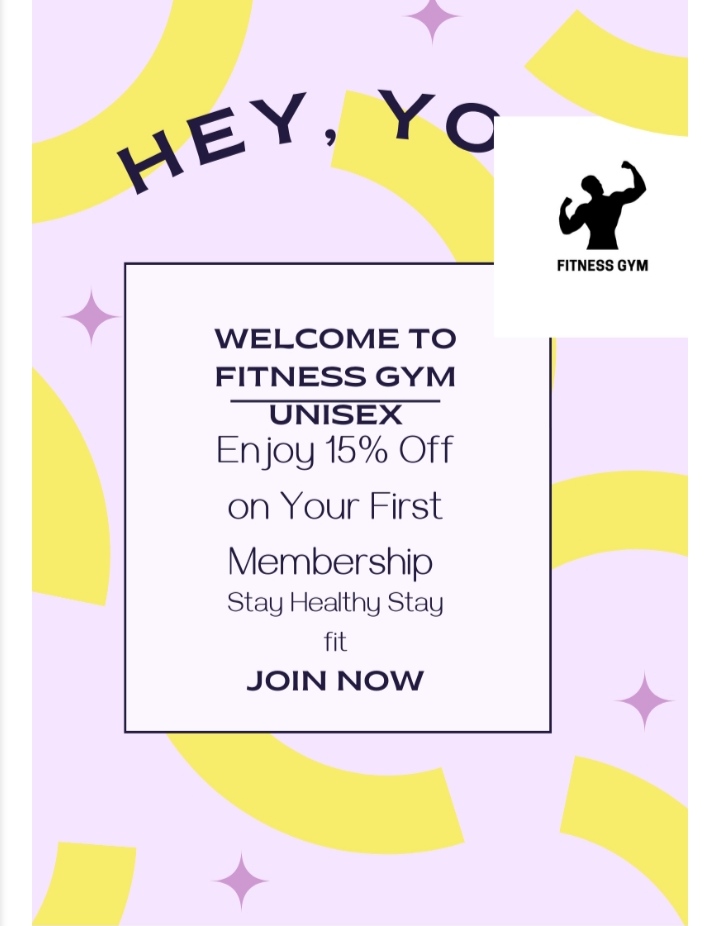 HEY, YO
FITNESS GYM
WELCOME TO
FITNESS GYM
UNISEX
Enjoy 15% Off
on Your First
Membership
Stay Healthy Stay
fit
JOIN NOW